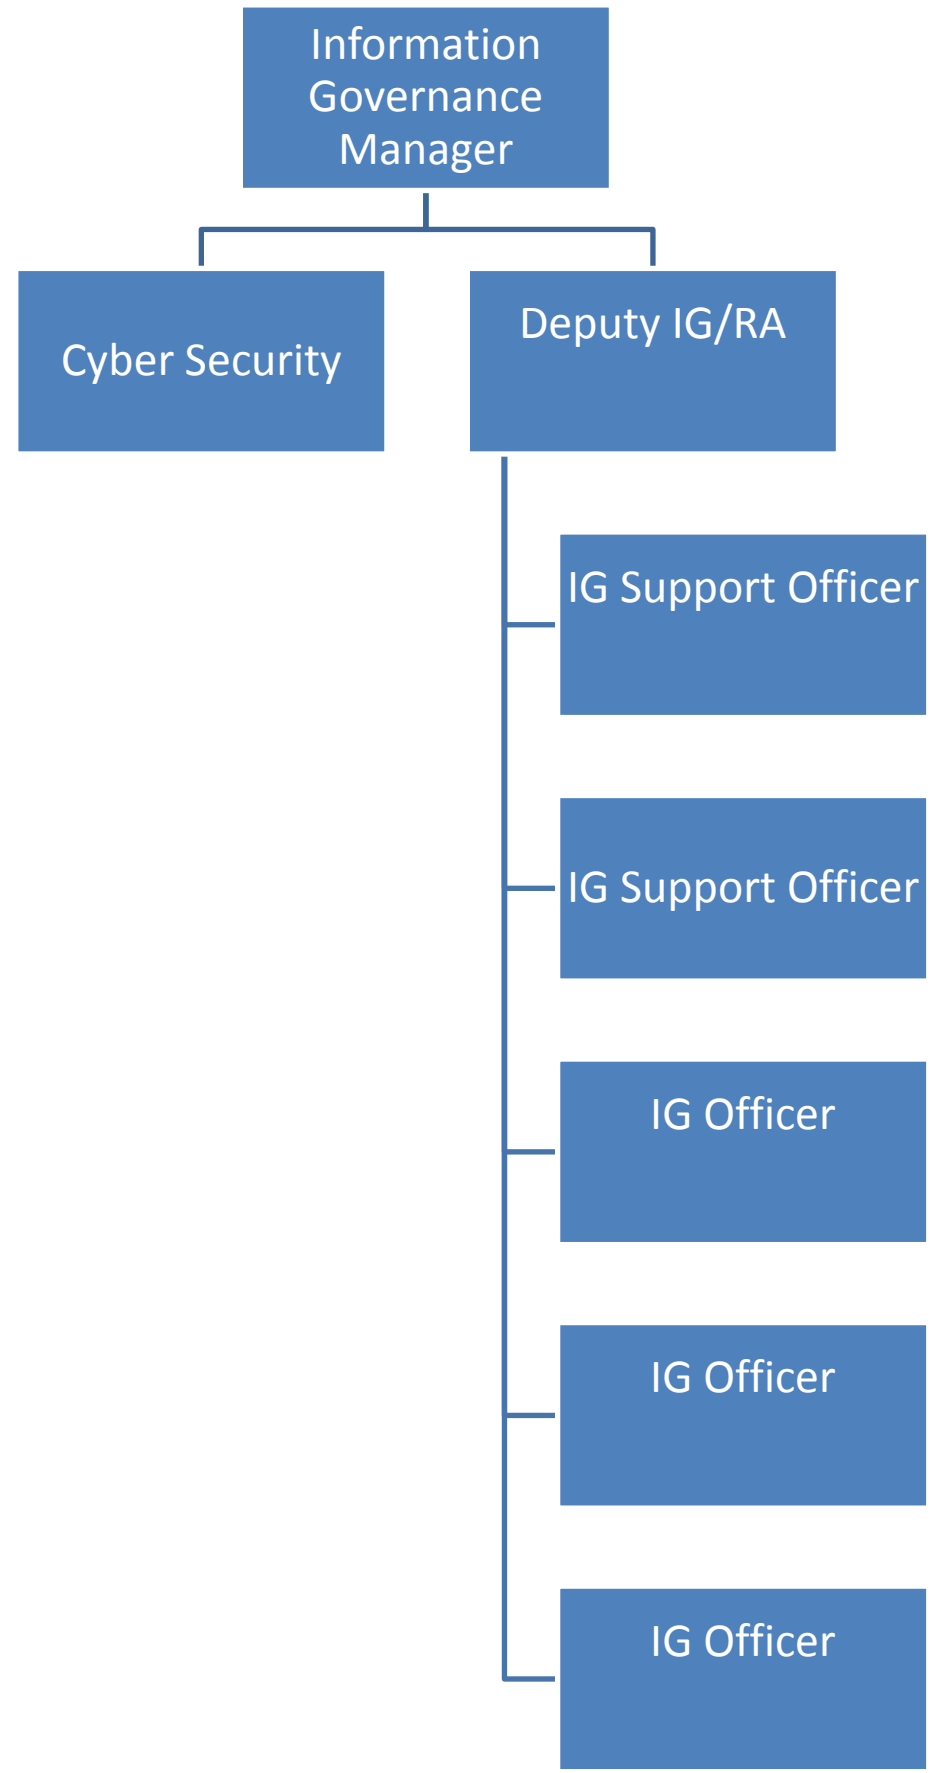 Information
Governance
Manager
Cyber Security
Deputy IG/RA
IG Support Officer
IG Support Officer
IG Officer
IG Officer
IG Officer